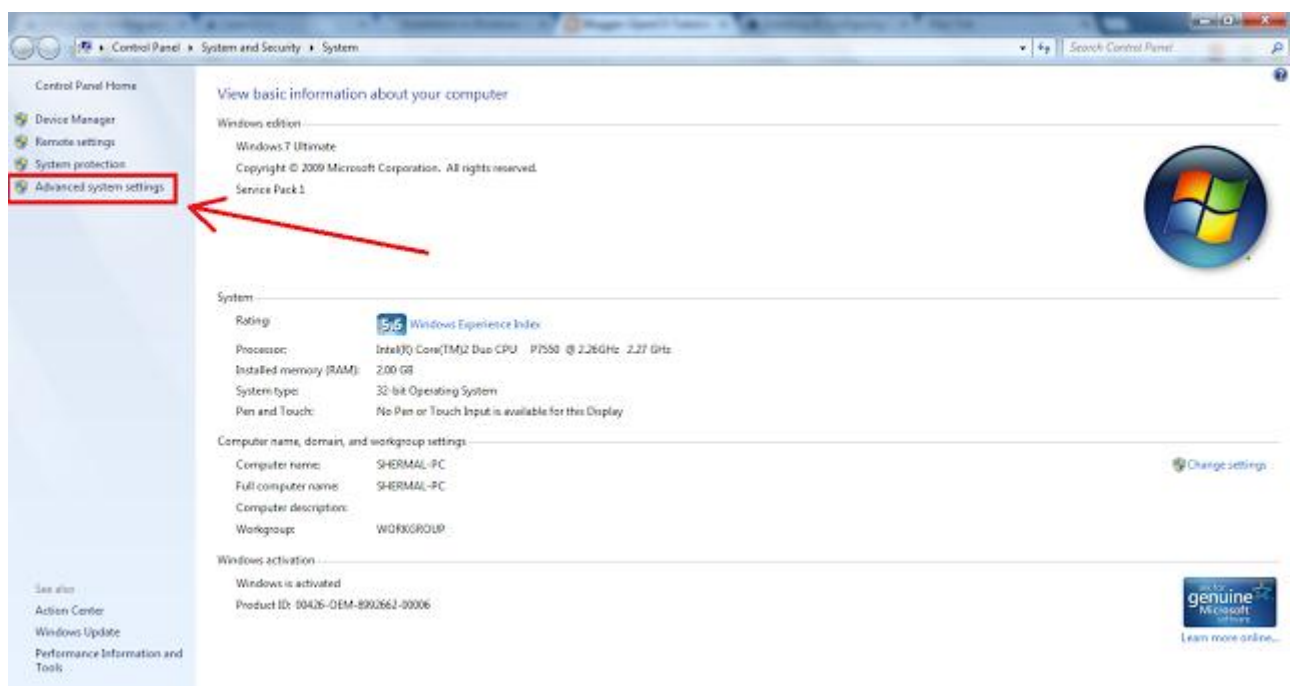 Control Panel ▸ System and Security ▸ System
Search Control Panel
Control Panel Home
Device Manager
Remote settings
System protection
Advanced system settings
View basic information about your computer
Windows edition
Windows 7 Ultimate
Copyright © 2009 Microsoft Corporation. All rights reserved.
Service Pack 1
System
Rating:
5,6 Windows Experience Index
Processor: Intel(R) Core(TM)2 Duo CPU P7550 @ 2.26GHz 2.27 GHz
Installed memory (RAM): 2.00 GB
System type: 32-bit Operating System
Pen and Touch: No Pen or Touch Input is available for this Display
Computer name, domain, and workgroup settings
Computer name: SHERMAL-PC
Change settings
Full computer name: SHERMAL-PC
Computer description:
Workgroup: WORKGROUP
Windows activation
Windows is activated
Product ID: 00426-OEM-8992662-00006
See also
Action Center
Windows Update
Performance Information and
Tools
ask for
genuine
Microsoft
software
Learn more online...